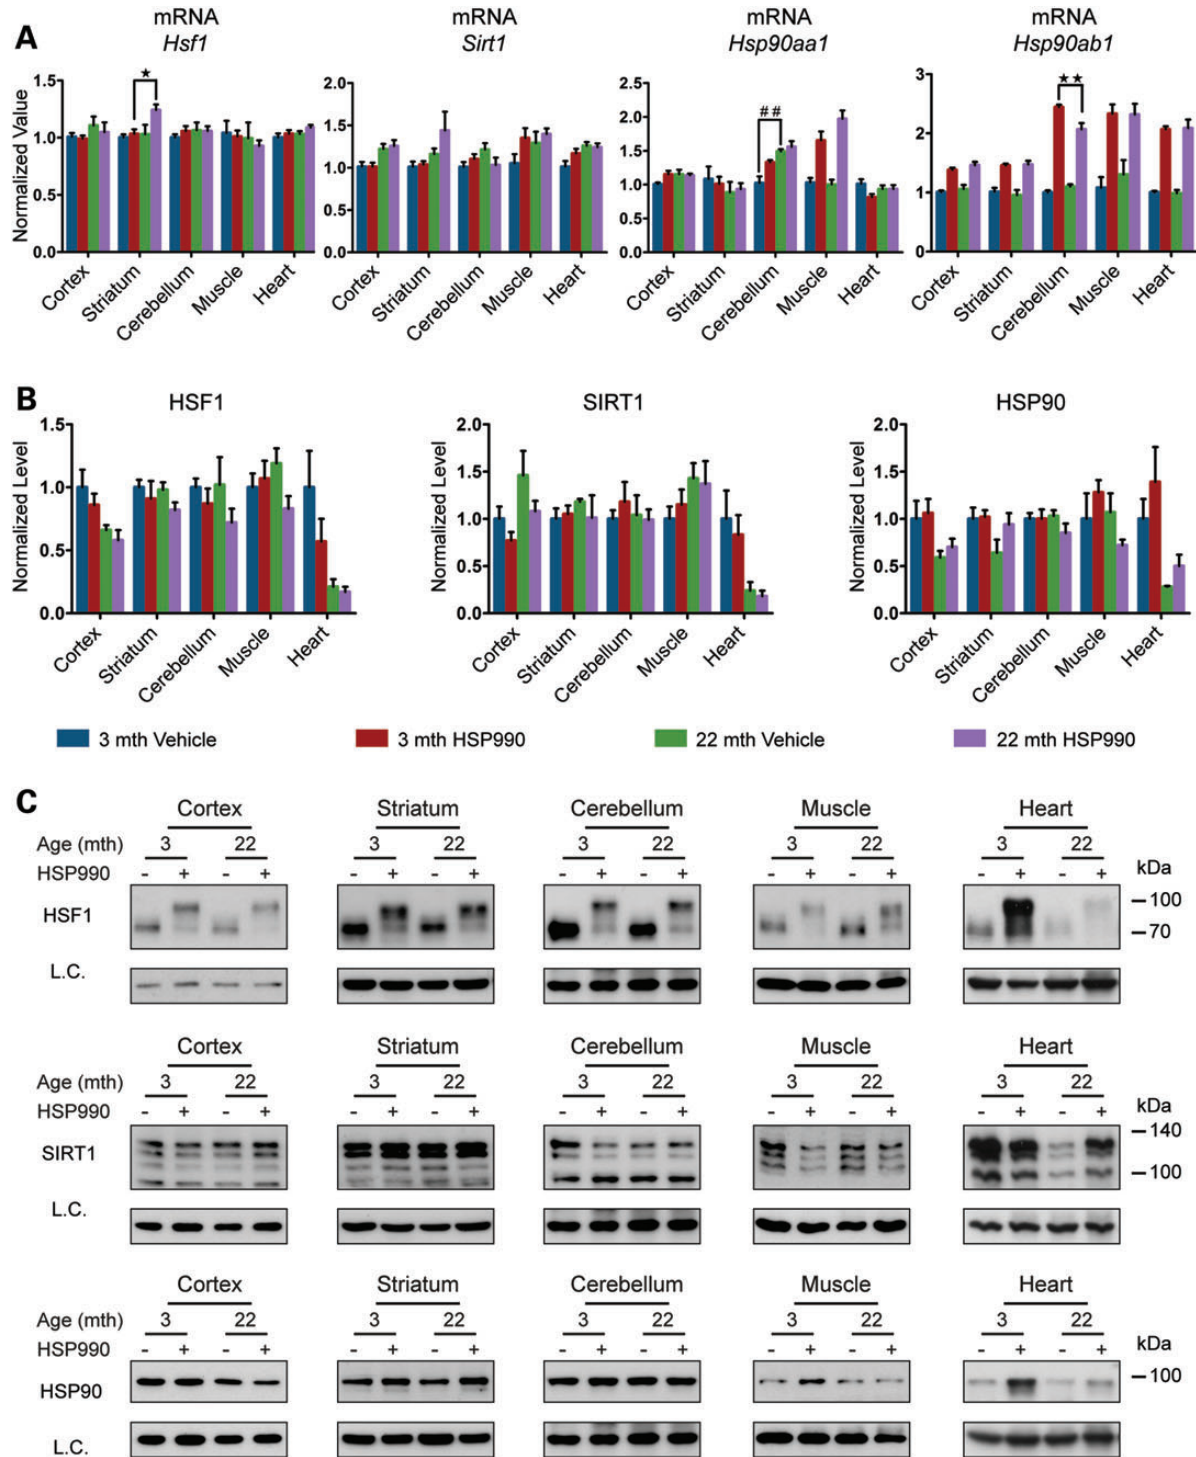 A
mRNA
Hsf1
mRNA
Sirt1
mRNA
Hsp90aa1
mRNA
Hsp90ab1
Normalized Value
1.5
1.0
0.5
0.0
★
Cortex
Striatum
Cerebellum
Muscle
Heart
2.0
1.5
1.0
0.5
0.0
Cortex
Striatum
Cerebellum
Muscle
Heart
2.5
2.0
1.5
1.0
0.5
0.0
##
Cortex
Striatum
Cerebellum
Muscle
Heart
3
2
1
0
★★
Cortex
Striatum
Cerebellum
Muscle
Heart
B
HSF1
Normalized Level
1.5
1.0
0.5
0.0
Cortex
Striatum
Cerebellum
Muscle
Heart
SIRT1
Normalized Level
2.0
1.5
1.0
0.5
0.0
Cortex
Striatum
Cerebellum
Muscle
Heart
HSP90
Normalized Level
2.0
1.5
1.0
0.5
0.0
Cortex
Striatum
Cerebellum
Muscle
Heart
3 mth Vehicle 3 mth HSP990 22 mth Vehicle 22 mth HSP990
C
Cortex Striatum Cerebellum Muscle Heart
Age (mth) 3 22 3 22 3 22 3 22 3 22
HSP990 - + - + - + - + - + - + - + - + - + - + kDa
HSF1 –100
–70
L.C.
Cortex Striatum Cerebellum Muscle Heart
Age (mth) 3 22 3 22 3 22 3 22 3 22
HSP990 - + - + - + - + - + - + - + - + - + - + kDa
SIRT1 –140
–100
L.C.
Cortex Striatum Cerebellum Muscle Heart
Age (mth) 3 22 3 22 3 22 3 22 3 22
HSP990 - + - + - + - + - + - + - + - + - + - + kDa
HSP90 –100
L.C.